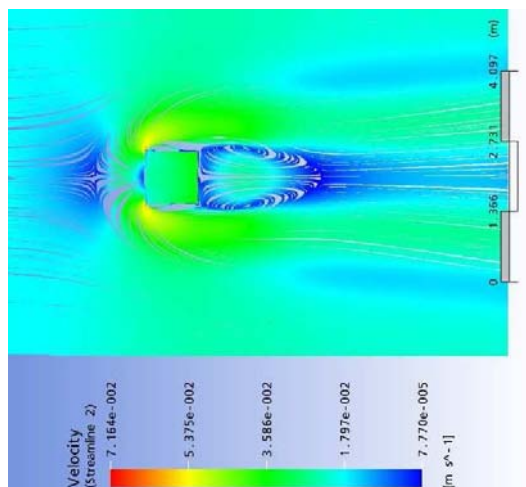 Velocity
(Streamline 2)
7.164e-002
5.375e-002
3.586e-002
1.797e-002
7.770e-005
[m s^-1]
0
1.366
2.731
4.097
(m)